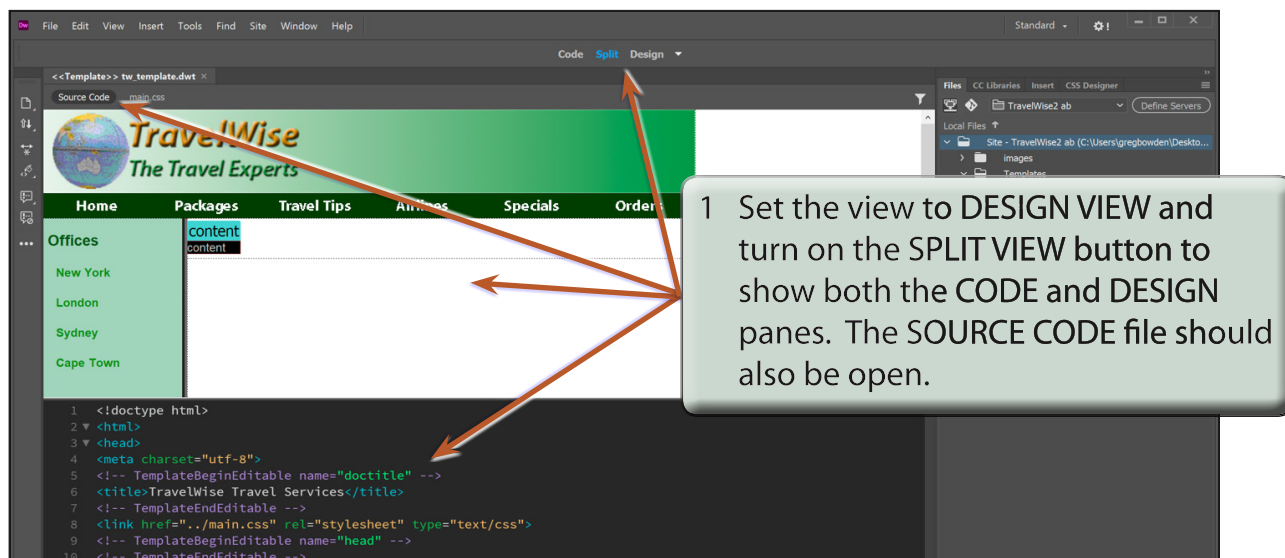 Dw File Edit View Insert Tools Find Site Window Help Standard
Code Split Design
<<Template>> tw_template.dwt ×
Source Code main.css
Files CC Libraries Insert CSS Designer
TravelWise2 ab Define Servers
Local Files
Site - TravelWise2 ab (C:\Users\gregbowden\Deskto...
images
Templates
TravelWise
The Travel Experts
Home Packages Travel Tips Airlines Specials Orders
Offices
content
content
New York
London
Sydney
Cape Town
1 Set the view to DESIGN VIEW and
turn on the SPLIT VIEW button to
show both the CODE and DESIGN
panes. The SOURCE CODE file should
also be open.
1 <!doctype html>
2 <html>
3 <head>
4 <meta charset="utf-8">
5 <!-- TemplateBeginEditable name="doctitle" -->
6 <title>TravelWise Travel Services</title>
7 <!-- TemplateEndEditable -->
8 <link href="../main.css" rel="stylesheet" type="text/css">
9 <!-- TemplateBeginEditable name="head" -->
10 <!-- TemplateEndEditable -->